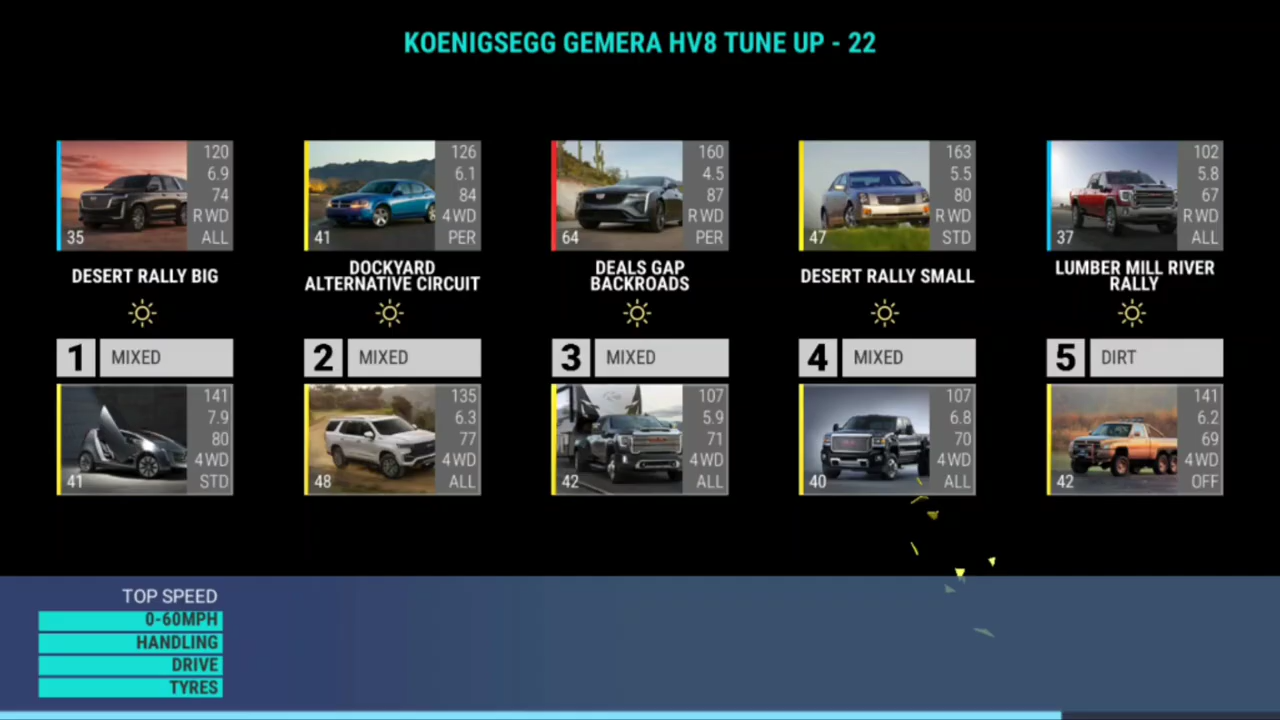 KOENIGSEGG GEMERA HV8 TUNE UP - 22
120
6.9
74
RWD
ALL
35
126
6.1
84
4WD
PER
41
160
4.5
87
RWD
PER
64
163
5.5
80
RWD
STD
47
102
5.8
67
RWD
ALL
37
DESERT RALLY BIG
DOCKYARD
ALTERNATIVE CIRCUIT
DEALS GAP
BACKROADS
DESERT RALLY SMALL
LUMBER MILL RIVER
RALLY
1 MIXED
2 MIXED
3 MIXED
4 MIXED
5 DIRT
141
7.9
80
4WD
STD
41
135
6.3
77
4WD
ALL
48
107
5.9
71
4WD
ALL
42
107
6.8
70
4WD
ALL
40
141
6.2
69
4WD
OFF
42
TOP SPEED
0-60MPH
HANDLING
DRIVE
TYRES